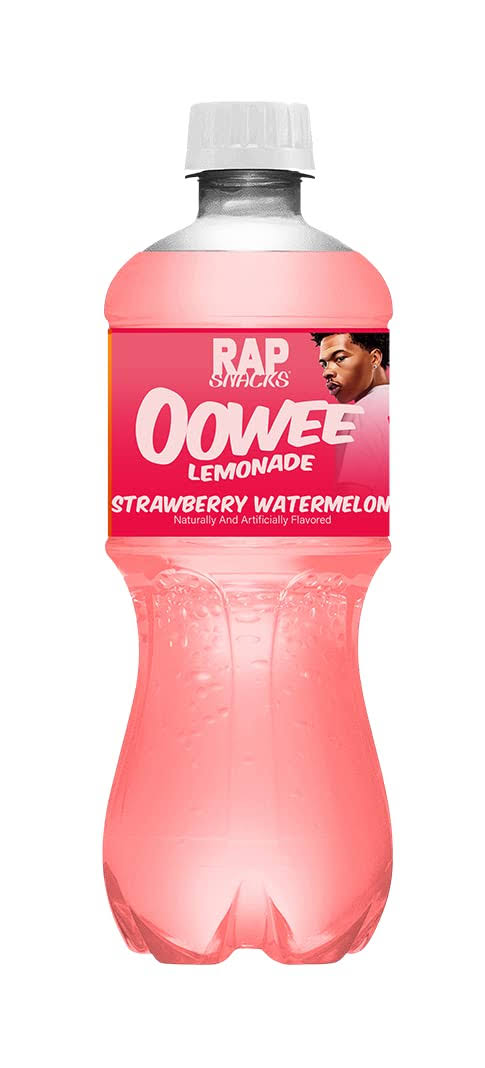 RAP
SNACKS
OOWEE
LEMONADE
STRAWBERRY WATERMELON
Naturally And Artificially Flavored